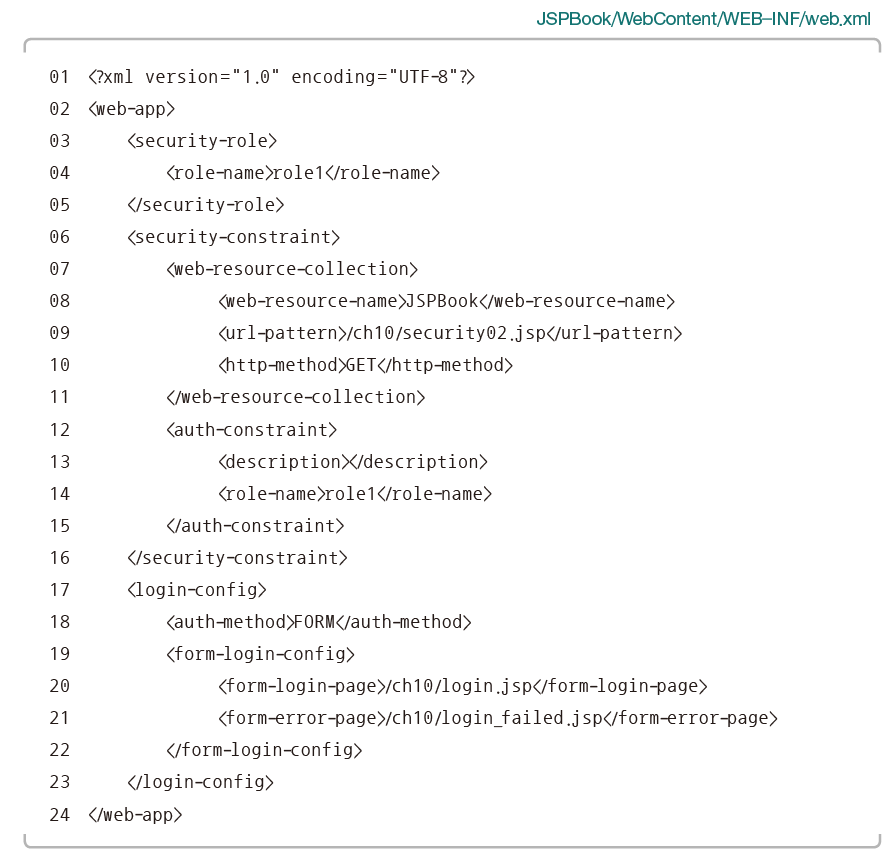 JSPBook/WebContent/WEB-INF/web.xml
01 <?xml version="1.0" encoding="UTF-8"?>
02 <web-app>
03 <security-role>
04 <role-name>role1</role-name>
05 </security-role>
06 <security-constraint>
07 <web-resource-collection>
08 <web-resource-name>JSPBook</web-resource-name>
09 <url-pattern>/ch10/security02.jsp</url-pattern>
10 <http-method>GET</http-method>
11 </web-resource-collection>
12 <auth-constraint>
13 <description></description>
14 <role-name>role1</role-name>
15 </auth-constraint>
16 </security-constraint>
17 <login-config>
18 <auth-method>FORM</auth-method>
19 <form-login-config>
20 <form-login-page>/ch10/login.jsp</form-login-page>
21 <form-error-page>/ch10/login_failed.jsp</form-error-page>
22 </form-login-config>
23 </login-config>
24 </web-app>